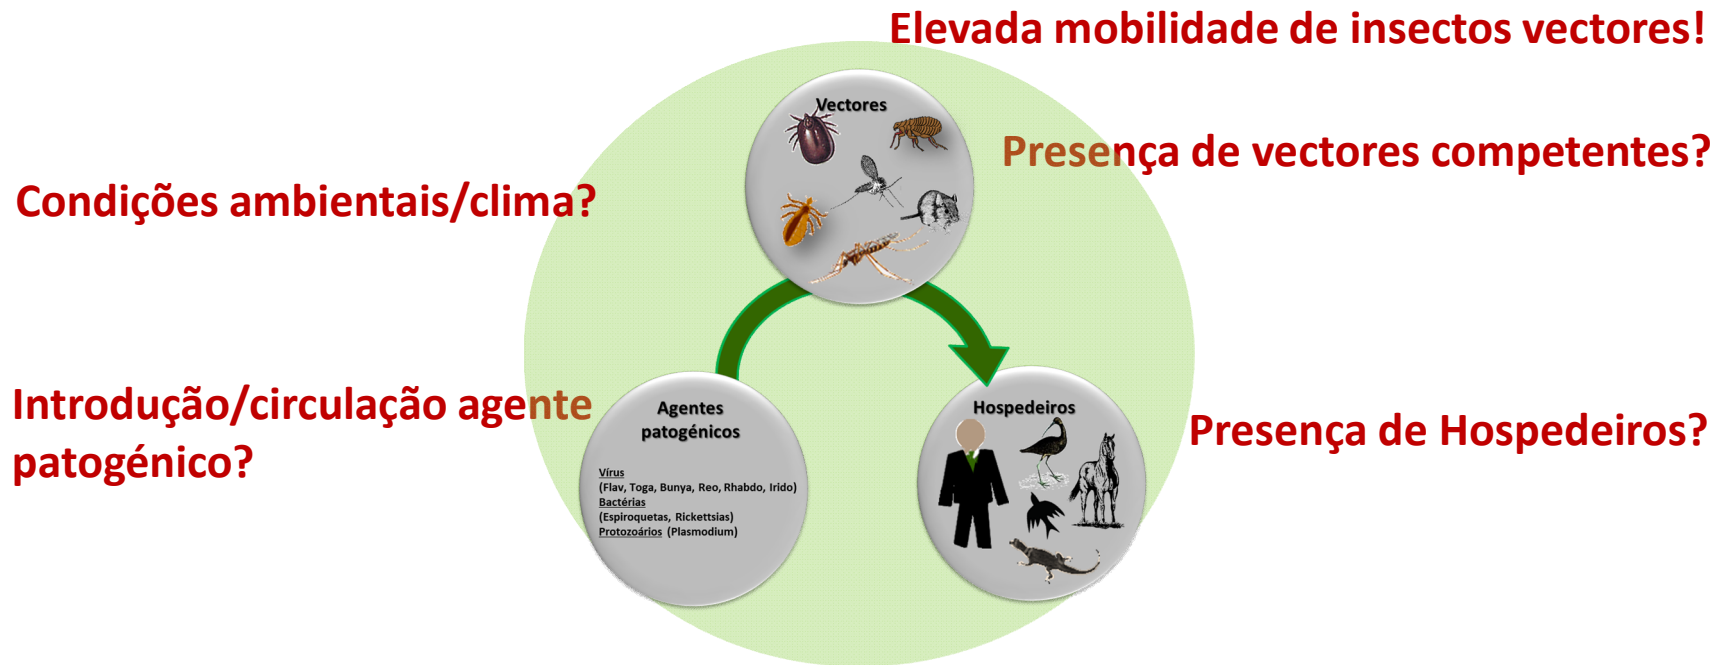 Elevada mobilidade de insectos vectores!
Vectores
Presença de vectores competentes?
Condições ambientais/clima?
Introdução/circulação agente
patogénico?
Agentes
patogénicos
Vírus
(Flav, Toga, Bunya, Reo, Rhabdo, Irido)
Bactérias
(Espiroquetas, Rickettsias)
Protozoários (Plasmodium)
Hospedeiros
Presença de Hospedeiros?